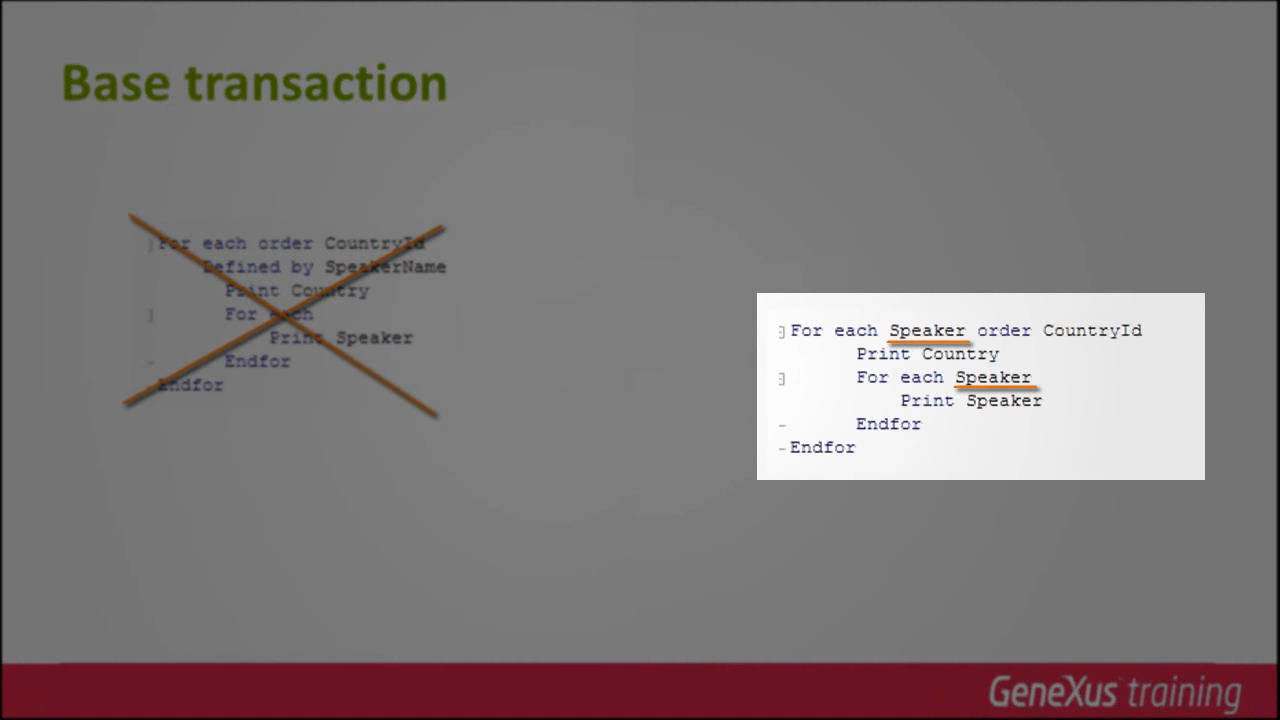 Base transaction
For each order CountryId
Defined by SpeakerName
Print Country
For each
Print Speaker
Endfor
Endfor
For each Speaker order CountryId
Print Country
For each Speaker
Print Speaker
Endfor
Endfor
GeneXus training